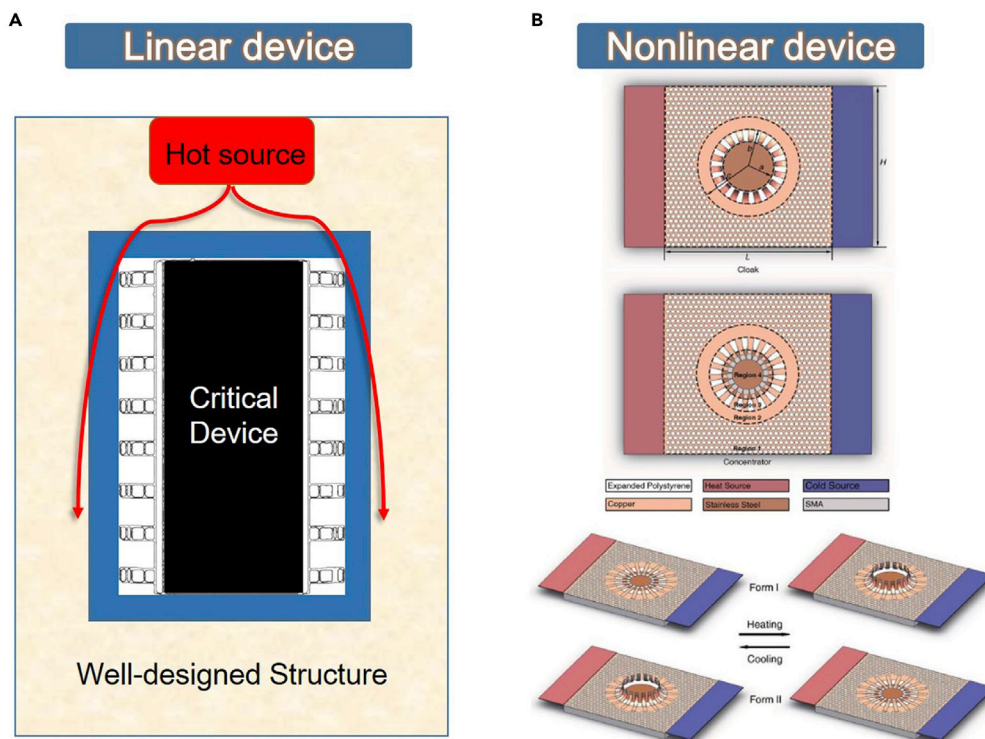 A
Linear device
Hot source
Critical
Device
Well-designed Structure
B
Nonlinear device
b
a
c
H
L
Cloak
Region 4
Region 3
Region 2
Region 1
Concentrator
Expanded Polystyrene
Heat Source
Cold Source
Copper
Stainless Steel
SMA
Form I
Heating
Cooling
Form II